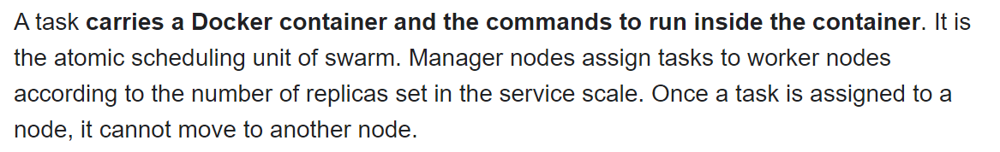 A task carries a Docker container and the commands to run inside the container. It is
the atomic scheduling unit of swarm. Manager nodes assign tasks to worker nodes
according to the number of replicas set in the service scale. Once a task is assigned to a
node, it cannot move to another node.